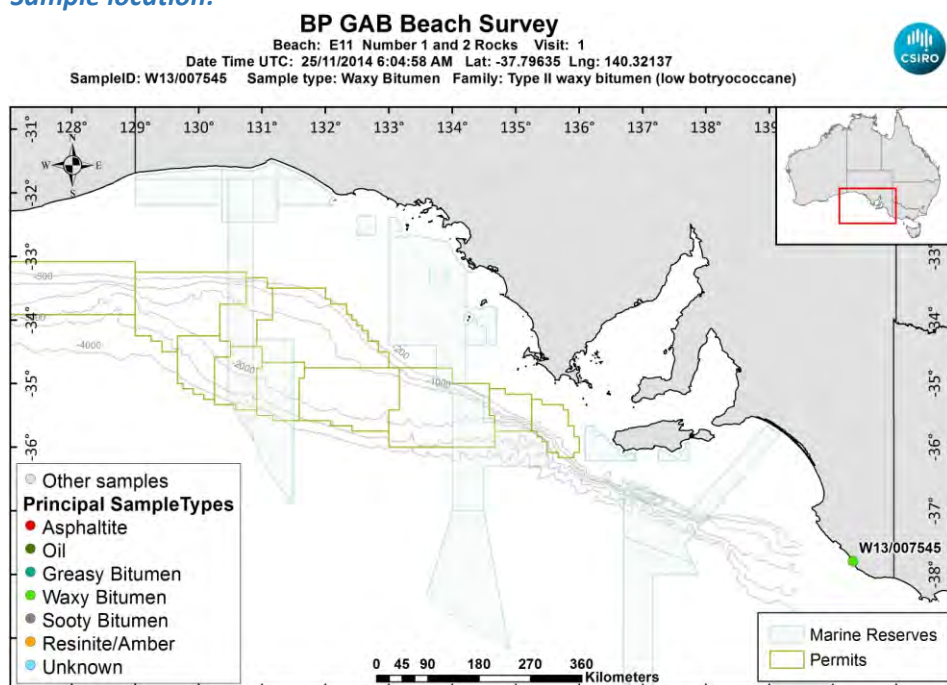 Sample location:
BP GAB Beach Survey
Beach: E11 Number 1 and 2 Rocks Visit: 1
Date Time UTC: 25/11/2014 6:04:58 AM Lat: -37.79635 Lng: 140.32137
SampleID: W13/007545 Sample type: Waxy Bitumen Family: Type II waxy bitumen (low botryococcane)
CSIRO
128° 129° 130° 131° 132° 133° 134° 135° 136° 137° 138° 139
-31°
-32°
-33°
-34°
-35°
-36°
-37°
-38°
N
W E
S
-33°
-34°
-35°
-36°
-37°
-38°
-4000
-2000
-200
-1000
W13/007545
Other samples
Principal SampleTypes
Asphaltite
Oil
Greasy Bitumen
Waxy Bitumen
Sooty Bitumen
Resinite/Amber
Unknown
0 45 90 180 270 360
Kilometers
Marine Reserves
Permits